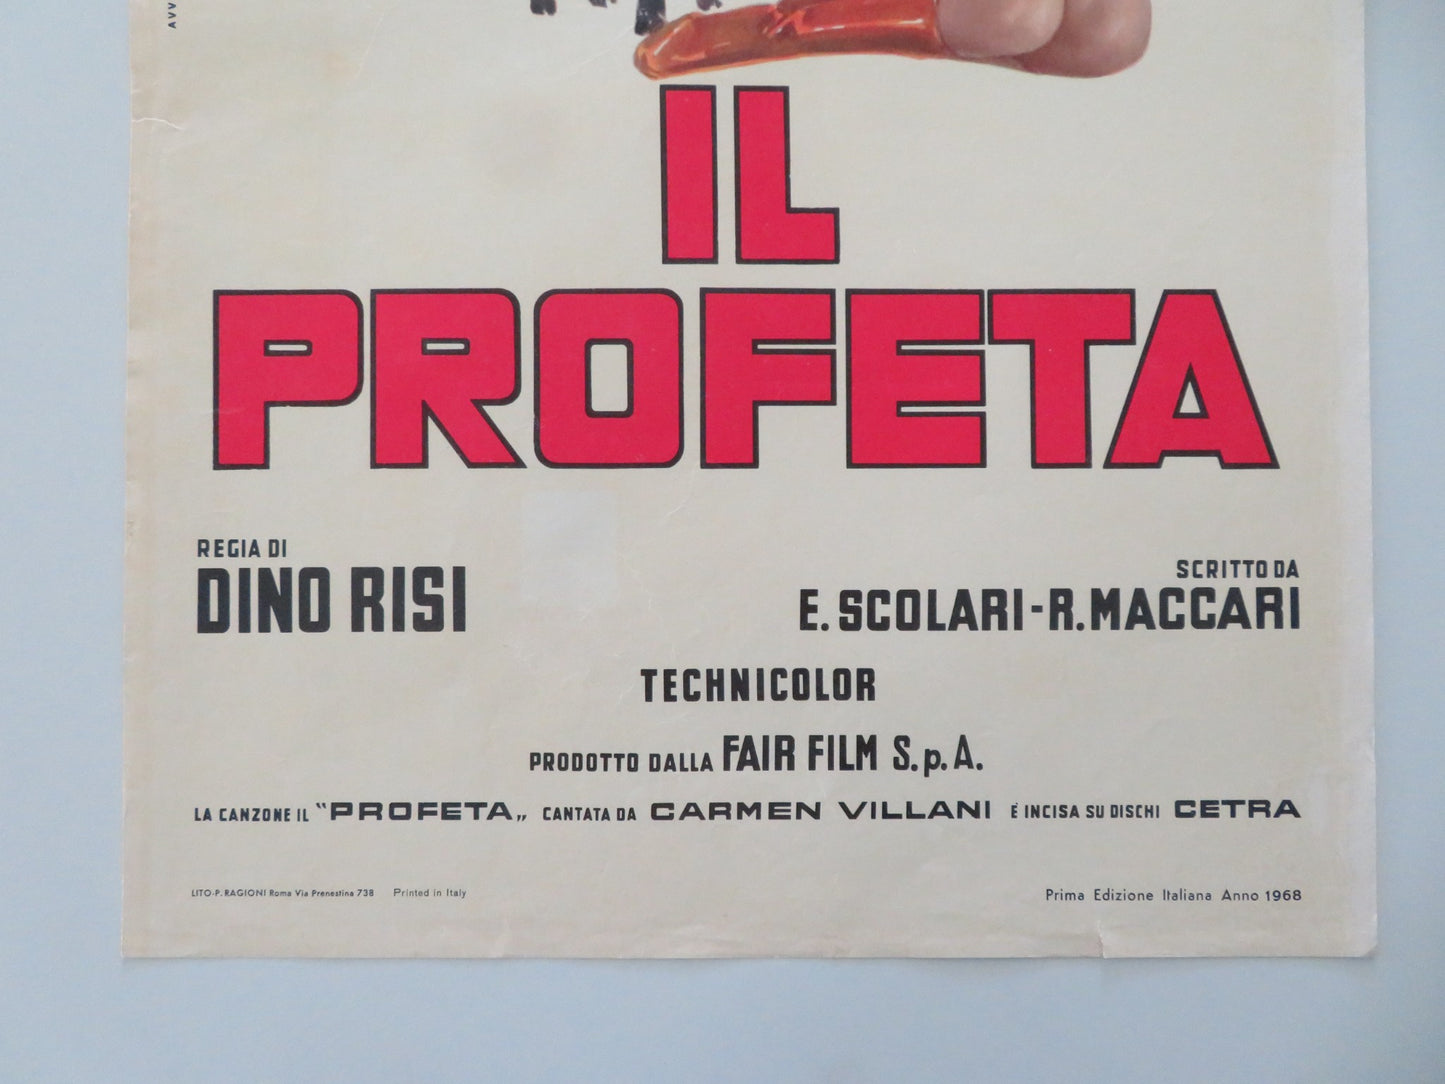 AVV
IL
PROFETA
REGIA DI
DINO RISI
SCRITTO DA
E. SCOLARI-R. MACCARI
TECHNICOLOR
PRODOTTO DALLA FAIR FILM S.p.A.
LA CANZONE IL "PROFETA„ CANTATA DA CARMEN VILLANI È INCISA SU DISCHI CETRA
LITO-P. RAGIONI Roma Via Prenestina 738 Printed in Italy
Prima Edizione Italiana Anno 1968